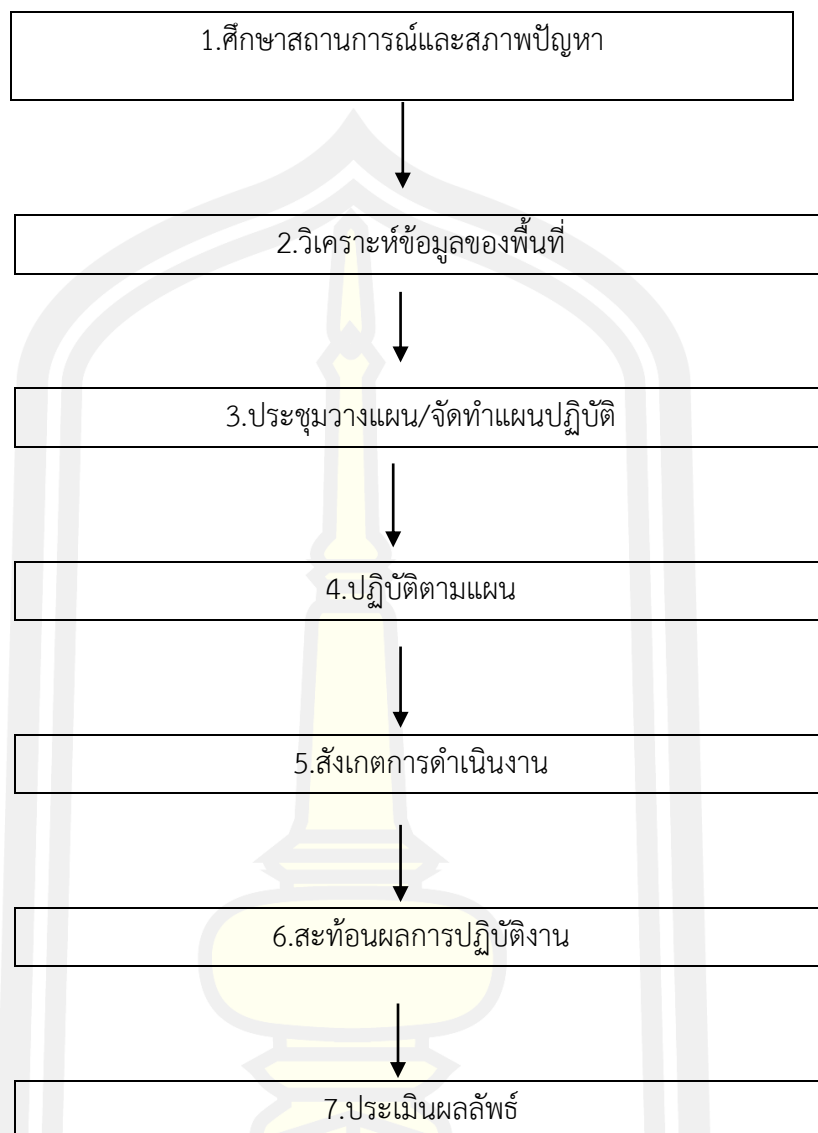 1.ศึกษาสถานการณ์และสภาพปัญหา
2.วิเคราะห์ข้อมูลของพื้นที่
3.ประชุมวางแผน/จัดทำแผนปฏิบัติ
4.ปฏิบัติตามแผน
5.สังเกตการดำเนินงาน
6.สะท้อนผลการปฏิบัติงาน
7.ประเมินผลลัพธ์